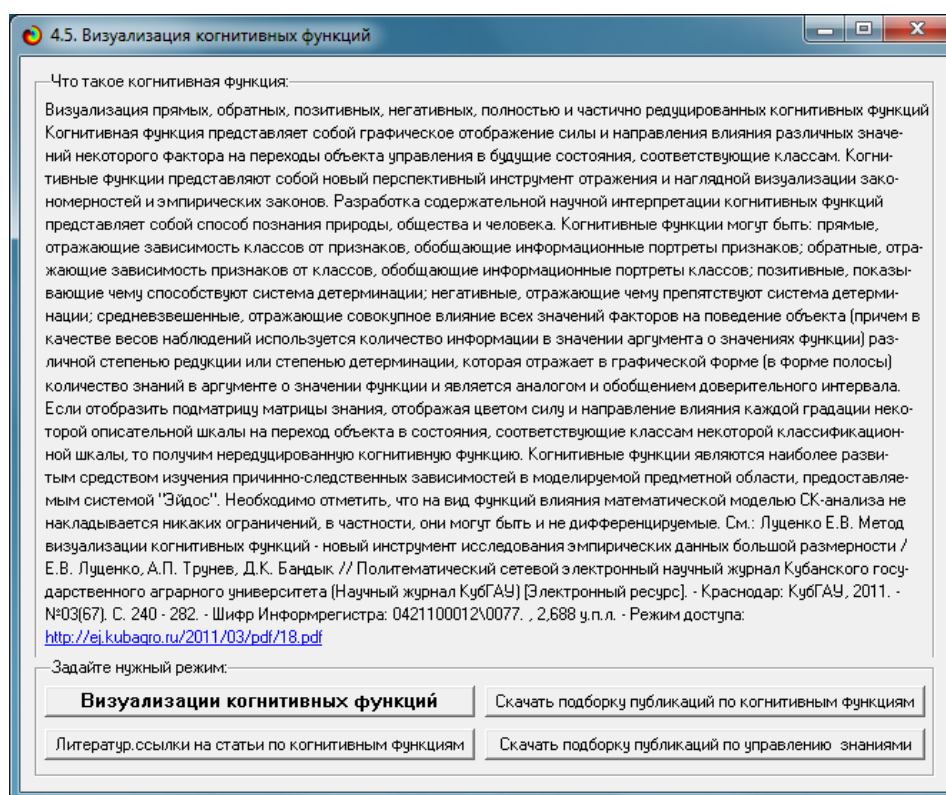 4.5. Визуализация когнитивных функций
Что такое когнитивная функция:
Визуализация прямых, обратных, позитивных, негативных, полностью и частично редуцированных когнитивных функций
Когнитивная функция представляет собой графическое отображение силы и направления влияния различных значе-
ний некоторого фактора на переходы объекта управления в будущие состояния, соответствующие классам. Когни-
тивные функции представляют собой новый перспективный инструмент отражения и наглядной визуализации зако-
номерностей и эмпирических законов. Разработка содержательной научной интерпретации когнитивных функций
представляет собой способ познания природы, общества и человека. Когнитивные функции могут быть: прямые,
отражающие зависимость классов от признаков, обобщающие информационные портреты признаков; обратные, отра-
жающие зависимость признаков от классов, обобщающие информационные портреты классов; позитивные, показы-
вающие чему способствуют система детерминации; негативные, отражающие чему препятствуют система детерми-
нации; средневзвешенные, отражающие совокупное влияние всех значений факторов на поведение объекта (причем в
качестве весов наблюдений используется количество информации в значении аргумента о значениях функции) раз-
личной степенью редукции или степенью детерминации, которая отражает в графической форме (в форме полосы)
количество знаний в аргументе о значении функции и является аналогом и обобщением доверительного интервала.
Если отобразить подматрицу матрицы знания, отображая цветом силу и направление влияния каждой градации неко-
торой описательной шкалы на переход объекта в состояния, соответствующие классам некоторой классификацион-
ной шкалы, то получим нередуцированную когнитивную функцию. Когнитивные функции являются наиболее разви-
тым средством изучения причинно-следственных зависимостей в моделируемой предметной области, предоставляе-
мым системой "Эйдос". Необходимо отметить, что на вид функций влияния математической моделью СК-анализа не
накладывается никаких ограничений, в частности, они могут быть и не дифференцируемые. См.: Луценко Е.В. Метод
визуализации когнитивных функций - новый инструмент исследования эмпирических данных большой размерности /
Е.В. Луценко, А.П. Трунев, Д.К. Бандык // Политематический сетевой электронный научный журнал Кубанского госу-
дарственного аграрного университета (Научный журнал КубГАУ) [Электронный ресурс]. - Краснодар: КубГАУ, 2011. -
№03(67). С. 240 - 282. - Шифр Информрегистра: 0421100012\0077. , 2,688 у.п.л. - Режим доступа:
http://ej.kubagro.ru/2011/03/pdf/18.pdf
Задайте нужный режим:
Визуализации когнитивных функций
Скачать подборку публикаций по когнитивным функциям
Литератур.ссылки на статьи по когнитивным функциям
Скачать подборку публикаций по управлению знаниями